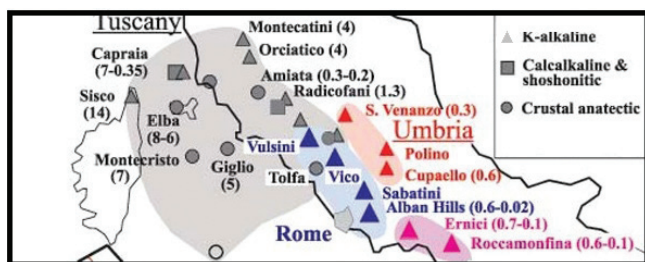 Tuscany
Montecatini (4)
Orciatico (4)
Capraia
(7-0.35)
Amiata (0.3-0.2)
Radicofani (1.3)
Sisco
(14)
Elba
(8-6)
S. Venanzo (0.3)
Umbria
Vulsini
Montecristo
(7)
Giglio
(5)
Tolfa
Vico
Polino
Cupaello (0.6)
Sabatini
Alban Hills (0.6-0.02)
Rome
Ernici (0.7-0.1)
Roccamonfina (0.6-0.1)
K-alkaline
Calcalkaline &
shoshonitic
Crustal anatectic